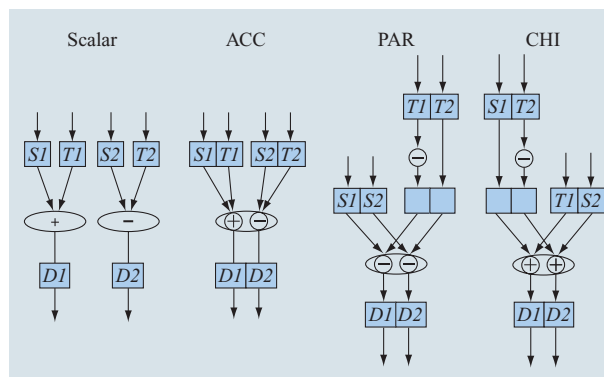 Scalar ACC PAR CHI
T1 T2 S1 T2
S1 T1 S2 T2 S1 T1 S2 T2
− −
S1 S2 T1 S2
+ − + −
− − + +
D1 D2 D1 D2
D1 D2 D1 D2